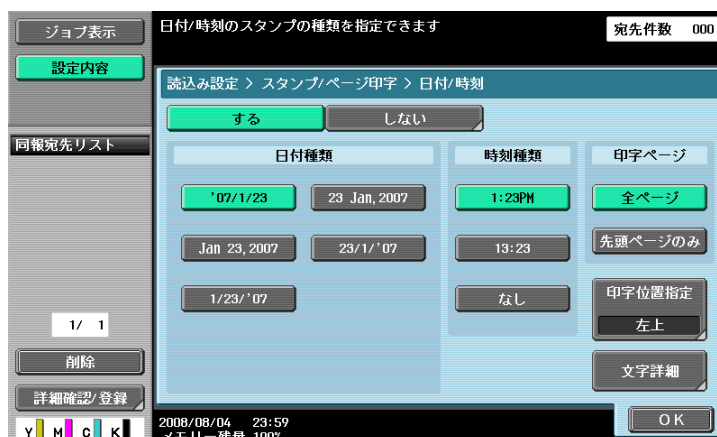 ジョブ表示
設定内容
日付/時刻のスタンプの種類を指定できます
宛先件数 000
読込み設定 > スタンプ/ページ印字 > 日付/時刻
する
しない
同報宛先リスト
日付種類
時刻種類
印字ページ
'07/1/23
23 Jan,2007
1:23PM
全ページ
Jan 23,2007
23/1/'07
13:23
先頭ページのみ
1/23/'07
なし
印字位置指定
左上
1/ 1
削除
文字詳細
詳細確認/登録
OK
Y M C K
2008/08/04 23:59
メモリー残量 100%